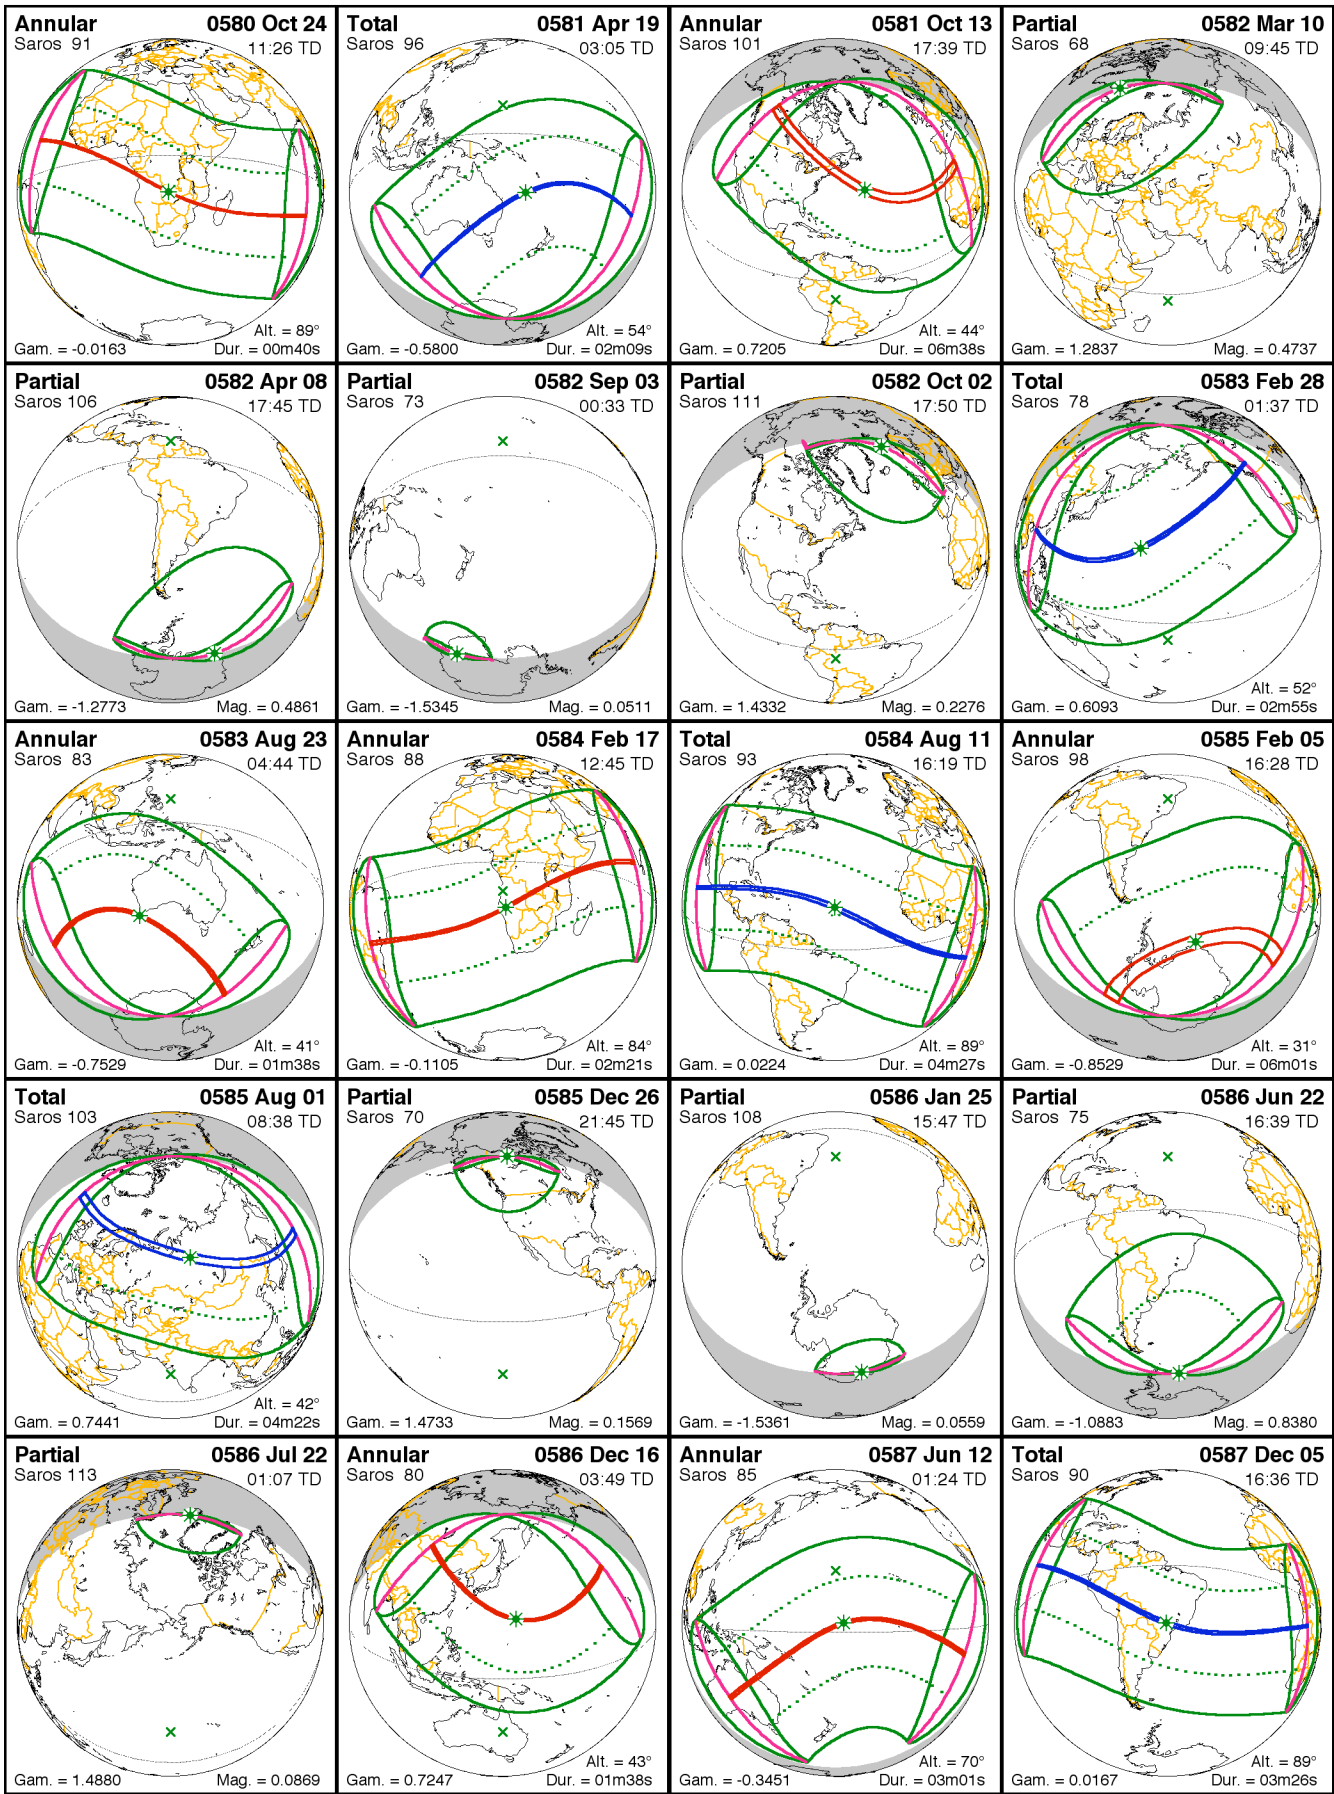 Annular 0580 Oct 24
Saros 91 11:26 TD
Alt. = 89°
Gam. = -0.0163 Dur. = 00m40s
Total 0581 Apr 19
Saros 96 03:05 TD
Alt. = 54°
Gam. = -0.5800 Dur. = 02m09s
Annular 0581 Oct 13
Saros 101 17:39 TD
Alt. = 44°
Gam. = 0.7205 Dur. = 06m38s
Partial 0582 Mar 10
Saros 68 09:45 TD
Gam. = 1.2837 Mag. = 0.4737
Partial 0582 Apr 08
Saros 106 17:45 TD
Gam. = -1.2773 Mag. = 0.4861
Partial 0582 Sep 03
Saros 73 00:33 TD
Gam. = -1.5345 Mag. = 0.0511
Partial 0582 Oct 02
Saros 111 17:50 TD
Gam. = 1.4332 Mag. = 0.2276
Total 0583 Feb 28
Saros 78 01:37 TD
Alt. = 52°
Gam. = 0.6093 Dur. = 02m55s
Annular 0583 Aug 23
Saros 83 04:44 TD
Alt. = 41°
Gam. = -0.7529 Dur. = 01m38s
Annular 0584 Feb 17
Saros 88 12:45 TD
Alt. = 84°
Gam. = -0.1105 Dur. = 02m21s
Total 0584 Aug 11
Saros 93 16:19 TD
Alt. = 89°
Gam. = 0.0224 Dur. = 04m27s
Annular 0585 Feb 05
Saros 98 16:28 TD
Alt. = 31°
Gam. = -0.8529 Dur. = 06m01s
Total 0585 Aug 01
Saros 103 08:38 TD
Alt. = 42°
Gam. = 0.7441 Dur. = 04m22s
Partial 0585 Dec 26
Saros 70 21:45 TD
Gam. = 1.4733 Mag. = 0.1569
Partial 0586 Jan 25
Saros 108 15:47 TD
Gam. = -1.5361 Mag. = 0.0559
Partial 0586 Jun 22
Saros 75 16:39 TD
Gam. = -1.0883 Mag. = 0.8380
Partial 0586 Jul 22
Saros 113 01:07 TD
Gam. = 1.4880 Mag. = 0.0869
Annular 0586 Dec 16
Saros 80 03:49 TD
Alt. = 43°
Gam. = 0.7247 Dur. = 01m38s
Annular 0587 Jun 12
Saros 85 01:24 TD
Alt. = 70°
Gam. = -0.3451 Dur. = 03m01s
Total 0587 Dec 05
Saros 90 16:36 TD
Alt. = 89°
Gam. = 0.0167 Dur. = 03m26s